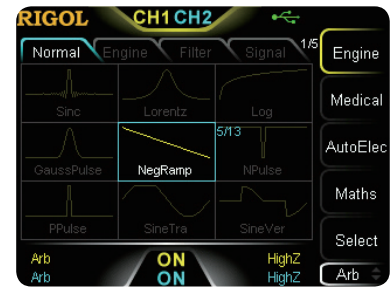 RIGOL CH1 CH2
Normal Engine Filter Signal 1/5 Engine
Sinc Lorentz Log
Medical
5/13
AutoElec
GaussPulse NegRamp NPulse
Maths
PPulse SineTra SineVer
Select
Arb ON HighZ
Arb ON HighZ
Arb